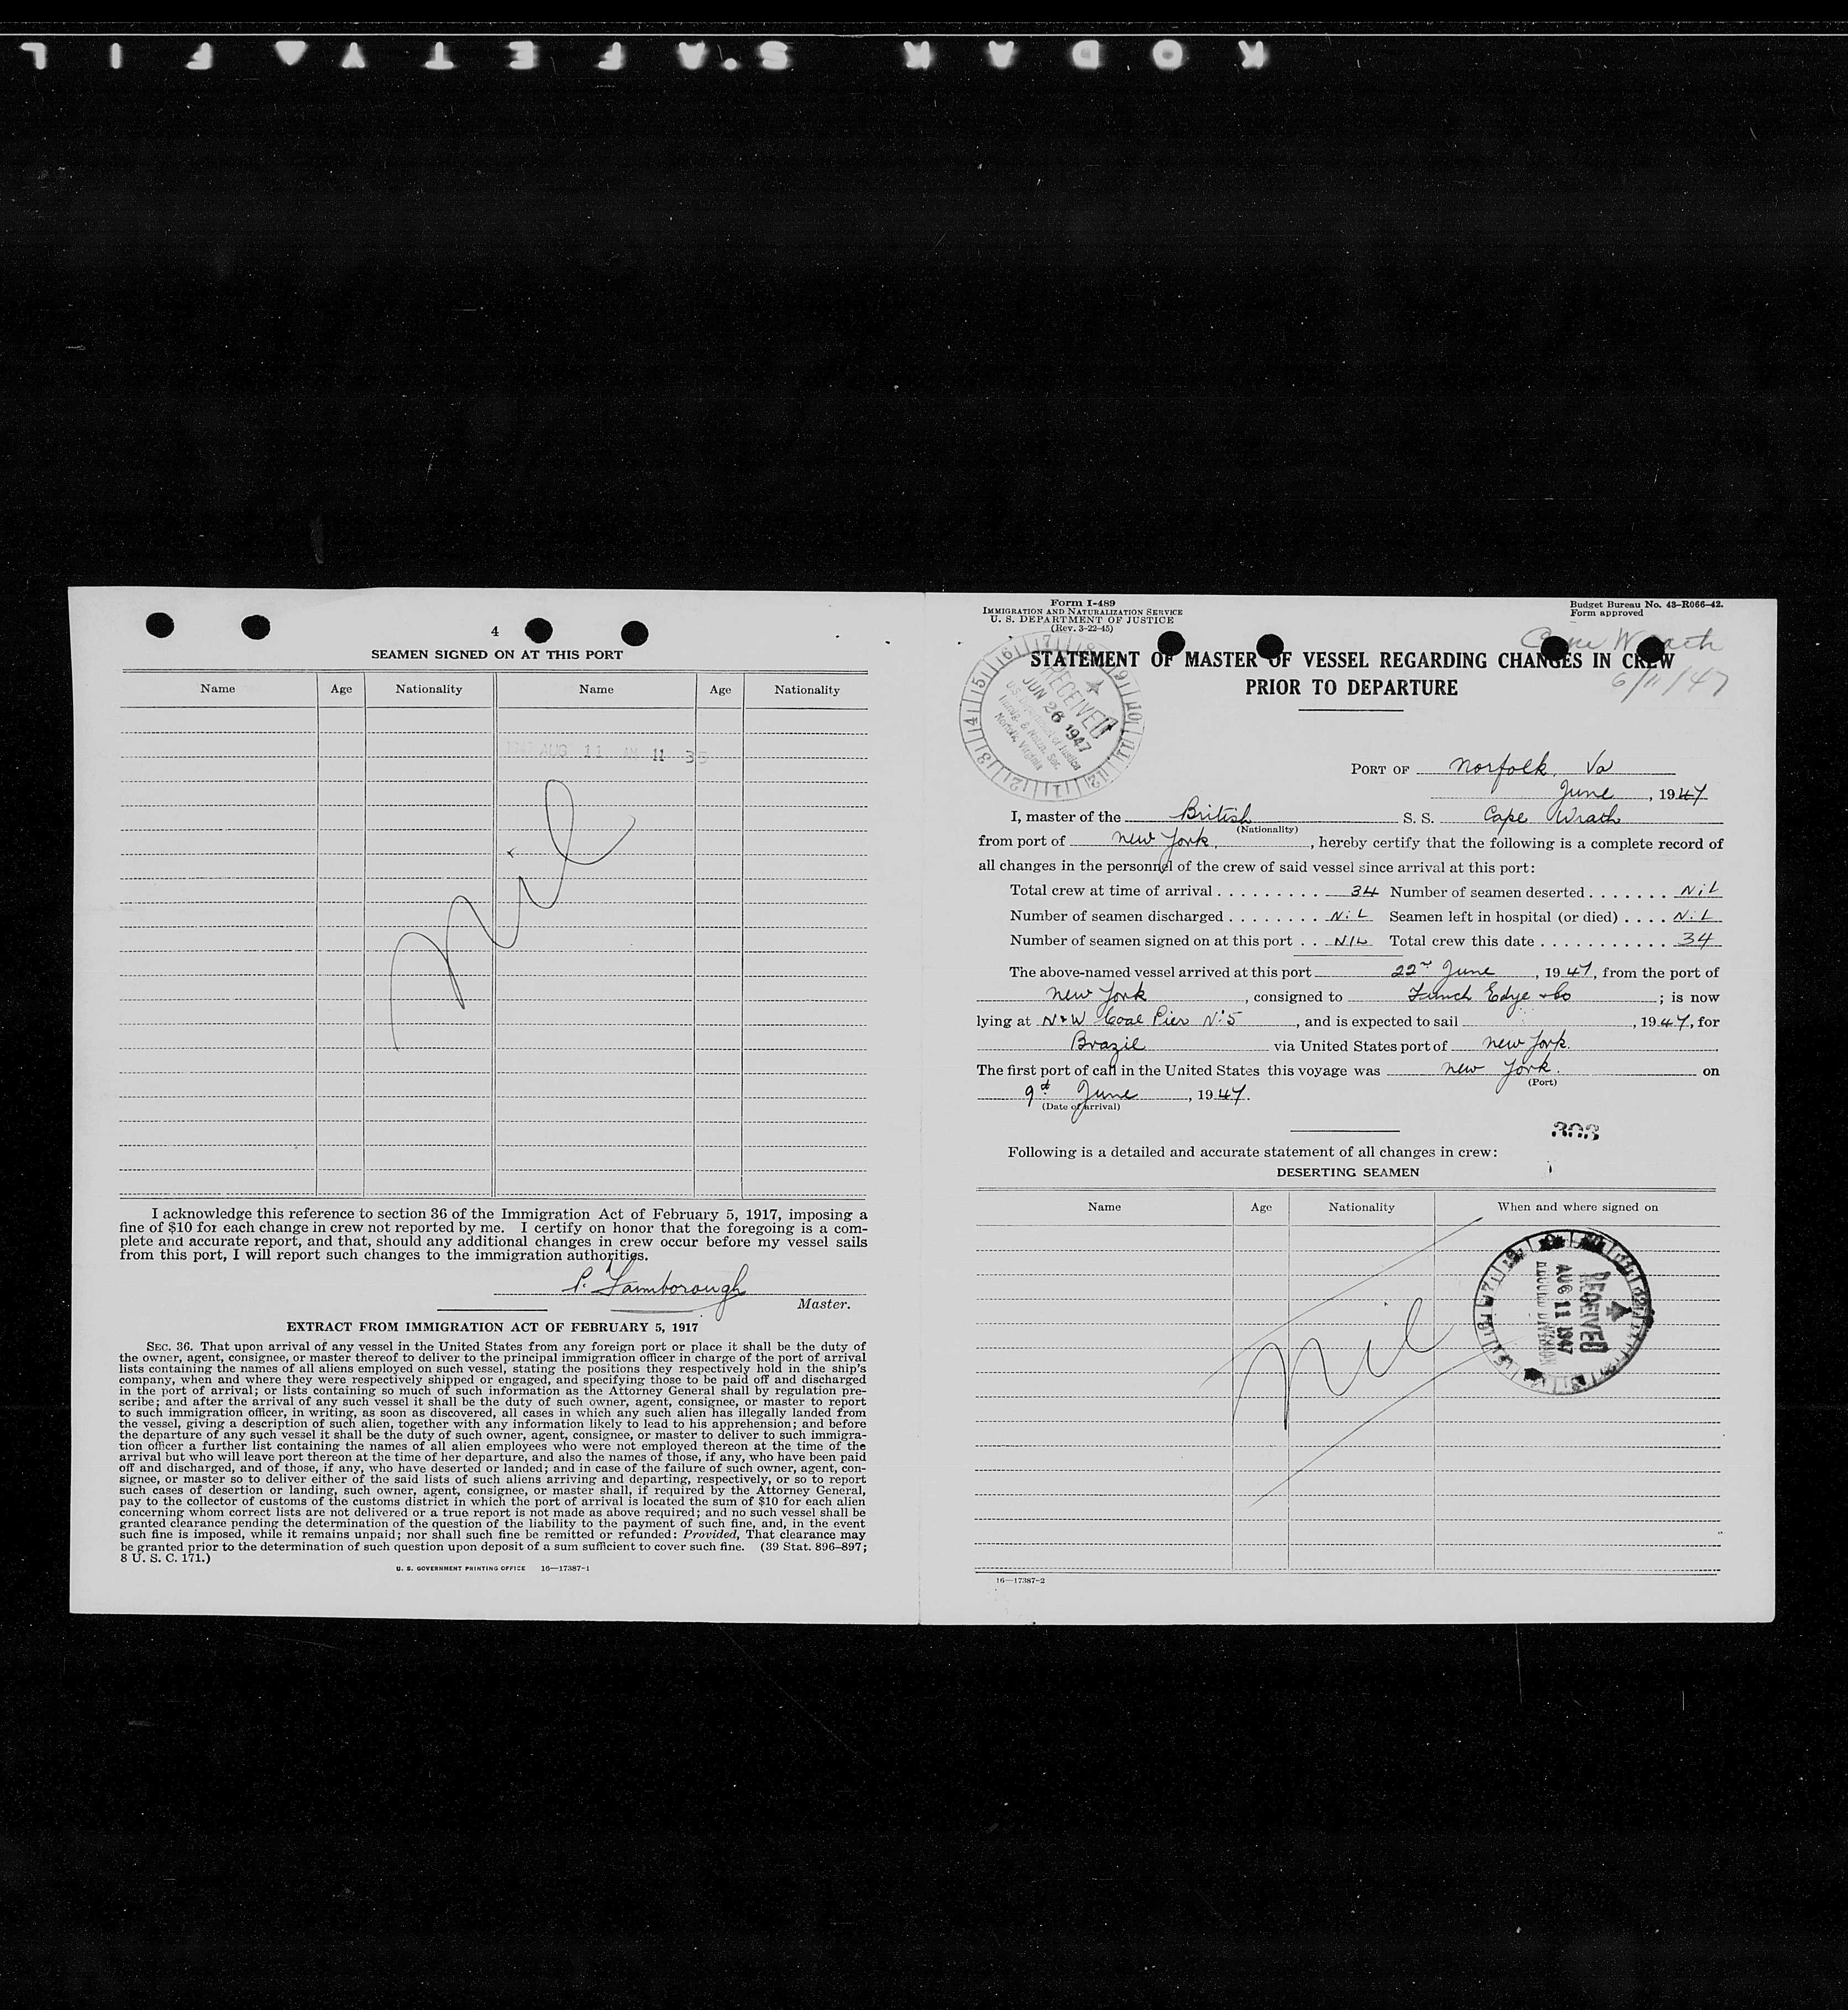 KODAK SAFETY FIL
4
SEAMEN SIGNED ON AT THIS PORT
Name Age Nationality Name Age Nationality
AUG 11 AM 11 35
Nil
I acknowledge this reference to section 36 of the Immigration Act of February 5, 1917, imposing a
fine of $10 for each change in crew not reported by me. I certify on honor that the foregoing is a com-
plete and accurate report, and that, should any additional changes in crew occur before my vessel sails
from this port, I will report such changes to the immigration authorities.
P.
Master.
EXTRACT FROM IMMIGRATION ACT OF FEBRUARY 5, 1917
SEC. 36. That upon arrival of any vessel in the United States from any foreign port or place it shall be the duty of
the owner, agent, consignee, or master thereof to deliver to the principal immigration officer in charge of the port of arrival
lists containing the names of all aliens employed on such vessel, stating the positions they respectively hold in the ship's
company, when and where they were respectively shipped or engaged, and specifying those to be paid off and discharged
in the port of arrival; or lists containing so much of such information as the Attorney General shall by regulation pre-
scribe; and after the arrival of any such vessel it shall be the duty of such owner, agent, consignee, or master to report
to such immigration officer, in writing, as soon as discovered, all cases in which any such alien has illegally landed from
the vessel, giving a description of such alien, together with any information likely to lead to his apprehension; and before
the departure of any such vessel it shall be the duty of such owner, agent, consignee, or master to deliver to such immigra-
tion officer a further list containing the names of all alien employees who were not employed thereon at the time of the
arrival but who will leave port thereon at the time of her departure, and also the names of those, if any, who have been paid
off and discharged, and of those, if any, who have deserted or landed; and in case of the failure of such owner, agent, con-
signee, or master so to deliver either of the said lists of such aliens arriving and departing, respectively, or so to report
such cases of desertion or landing, such owner, agent, consignee, or master shall, if required by the Attorney General,
pay to the collector of customs of the customs district in which the port of arrival is located the sum of $10 for each alien
concerning whom correct lists are not delivered or a true report is not made as above required; and no such vessel shall be
granted clearance pending the determination of the question of the liability to the payment of such fine, and, in the event
such fine is imposed, while it remains unpaid; nor shall such fine be remitted or refunded: Provided, That clearance may
be granted prior to the determination of such question upon deposit of a sum sufficient to cover such fine. (39 Stat. 896-897;
8 U. S. C. 171.)
U. S. GOVERNMENT PRINTING OFFICE 16—17387-1
Form I-489
IMMIGRATION AND NATURALIZATION SERVICE
U. S. DEPARTMENT OF JUSTICE
(Rev. 3-22-45)
Budget Bureau No. 43-R066-42.
Form approved
Cape Wrath
6/11/47
STATEMENT OF MASTER OF VESSEL REGARDING CHANGES IN CREW
PRIOR TO DEPARTURE
RECEIVED
JUN 26 1947
US Department of Justice
Immig. & Natzn. Ser.
Norfolk, Virginia
PORT OF Norfolk, Va
June, 1947
I, master of the British S. S. Cape Wrath
(Nationality)
from port of New York, , hereby certify that the following is a complete record of
all changes in the personnel of the crew of said vessel since arrival at this port:
Total crew at time of arrival . . . . . . . . . . 34 Number of seamen deserted . . . . . . . NiL
Number of seamen discharged . . . . . . . . NiL Seamen left in hospital (or died) . . . . NiL
Number of seamen signed on at this port . . NIL Total crew this date . . . . . . . . . . . . 34
The above-named vessel arrived at this port 22nd June, 1947, from the port of
New York, consigned to Funch Edye & Co; is now
lying at N&W Coal Pier No 5, and is expected to sail , 1947, for
Brazil via United States port of New York.
The first port of call in the United States this voyage was New York. on
(Port)
9th June, 1947.
(Date of arrival)
303
Following is a detailed and accurate statement of all changes in crew:
DESERTING SEAMEN
Name Age Nationality When and where signed on
RECEIVED
AUG 11 1947
Nil
16—17387-2